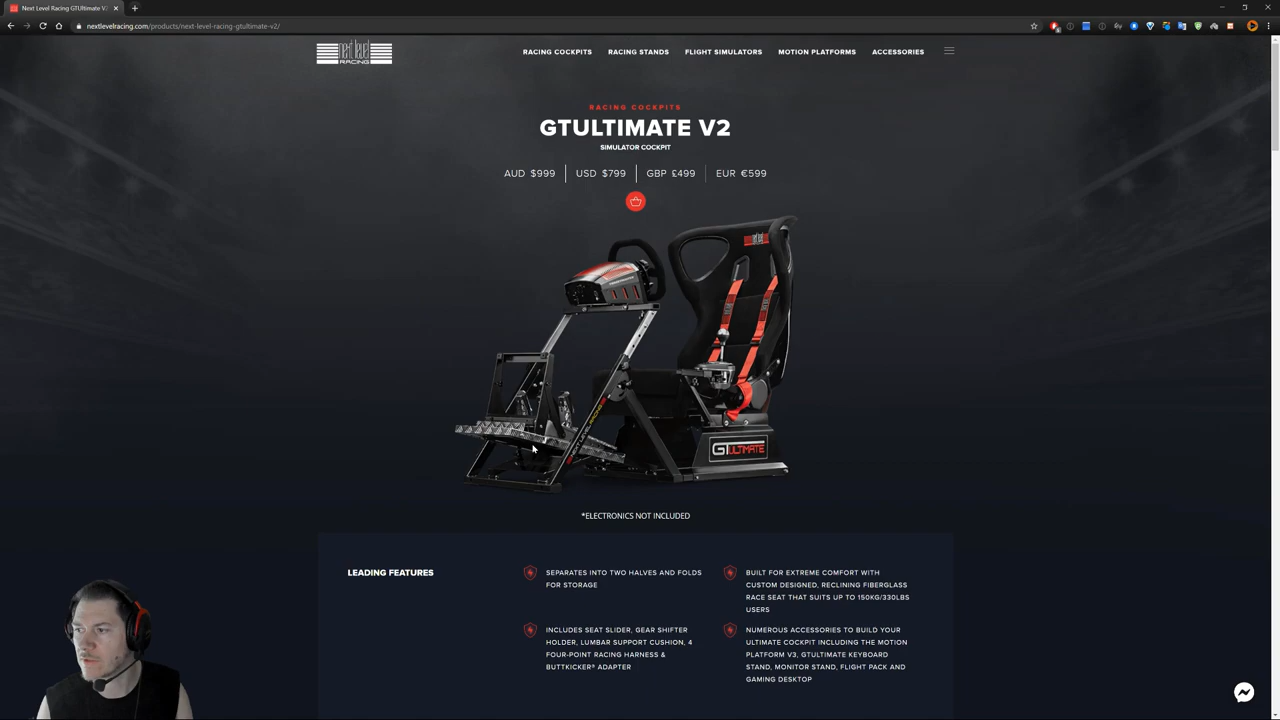 Next Level Racing GTUltimate V2
nextlevelracing.com/products/next-level-racing-gtultimate-v2/
next level RACING
RACING COCKPITS
RACING STANDS
FLIGHT SIMULATORS
MOTION PLATFORMS
ACCESSORIES
RACING COCKPITS
GTULTIMATE V2
SIMULATOR COCKPIT
AUD $999
USD $799
GBP £499
EUR €599
GTULTIMATE
*ELECTRONICS NOT INCLUDED
LEADING FEATURES
SEPARATES INTO TWO HALVES AND FOLDS
FOR STORAGE
BUILT FOR EXTREME COMFORT WITH
CUSTOM DESIGNED, RECLINING FIBERGLASS
RACE SEAT THAT SUITS UP TO 150KG/330LBS
USERS
INCLUDES SEAT SLIDER, GEAR SHIFTER
HOLDER, LUMBAR SUPPORT CUSHION, 4
FOUR-POINT RACING HARNESS &
BUTTKICKER® ADAPTER
NUMEROUS ACCESSORIES TO BUILD YOUR
ULTIMATE COCKPIT INCLUDING THE MOTION
PLATFORM V3, GTULTIMATE KEYBOARD
STAND, MONITOR STAND, FLIGHT PACK AND
GAMING DESKTOP